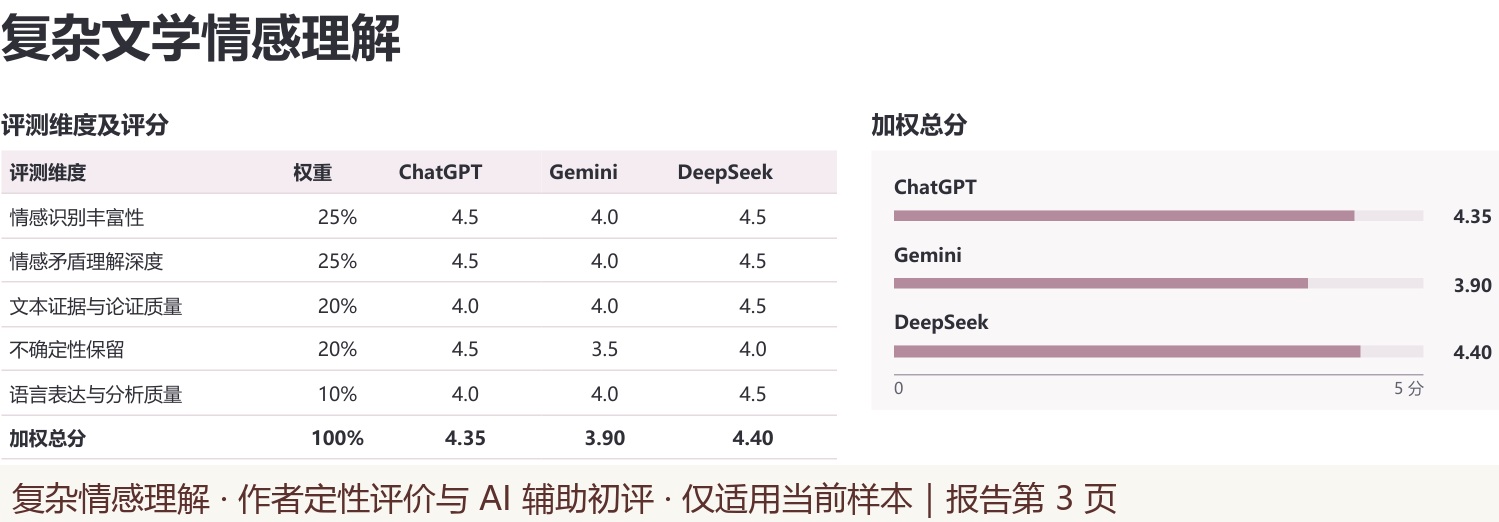 复杂文学情感理解
评测维度及评分
评测维度 权重 ChatGPT Gemini DeepSeek
情感识别丰富性 25% 4.5 4.0 4.5
情感矛盾理解深度 25% 4.5 4.0 4.5
文本证据与论证质量 20% 4.0 4.0 4.5
不确定性保留 20% 4.5 3.5 4.0
语言表达与分析质量 10% 4.0 4.0 4.5
加权总分 100% 4.35 3.90 4.40
加权总分
ChatGPT
4.35
Gemini
3.90
DeepSeek
4.40
0 5 分
复杂情感理解 · 作者定性评价与 AI 辅助初评 · 仅适用当前样本 | 报告第 3 页